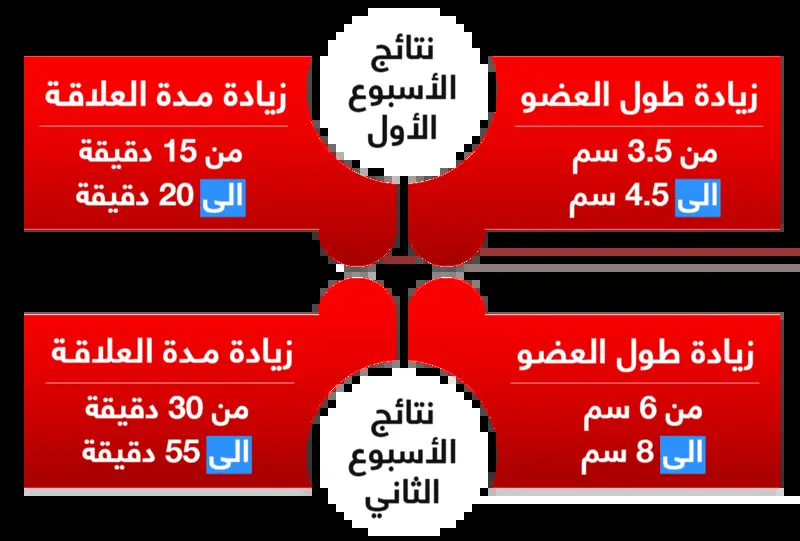 نتائج
الأسبوع
الأول
زيادة طول العضو
من 3.5 سم
الى 4.5 سم
زيادة مدة العلاقة
من 15 دقيقة
الى 20 دقيقة
زيادة طول العضو
من 6 سم
الى 8 سم
زيادة مدة العلاقة
من 30 دقيقة
الى 55 دقيقة
نتائج
الأسبوع
الثاني